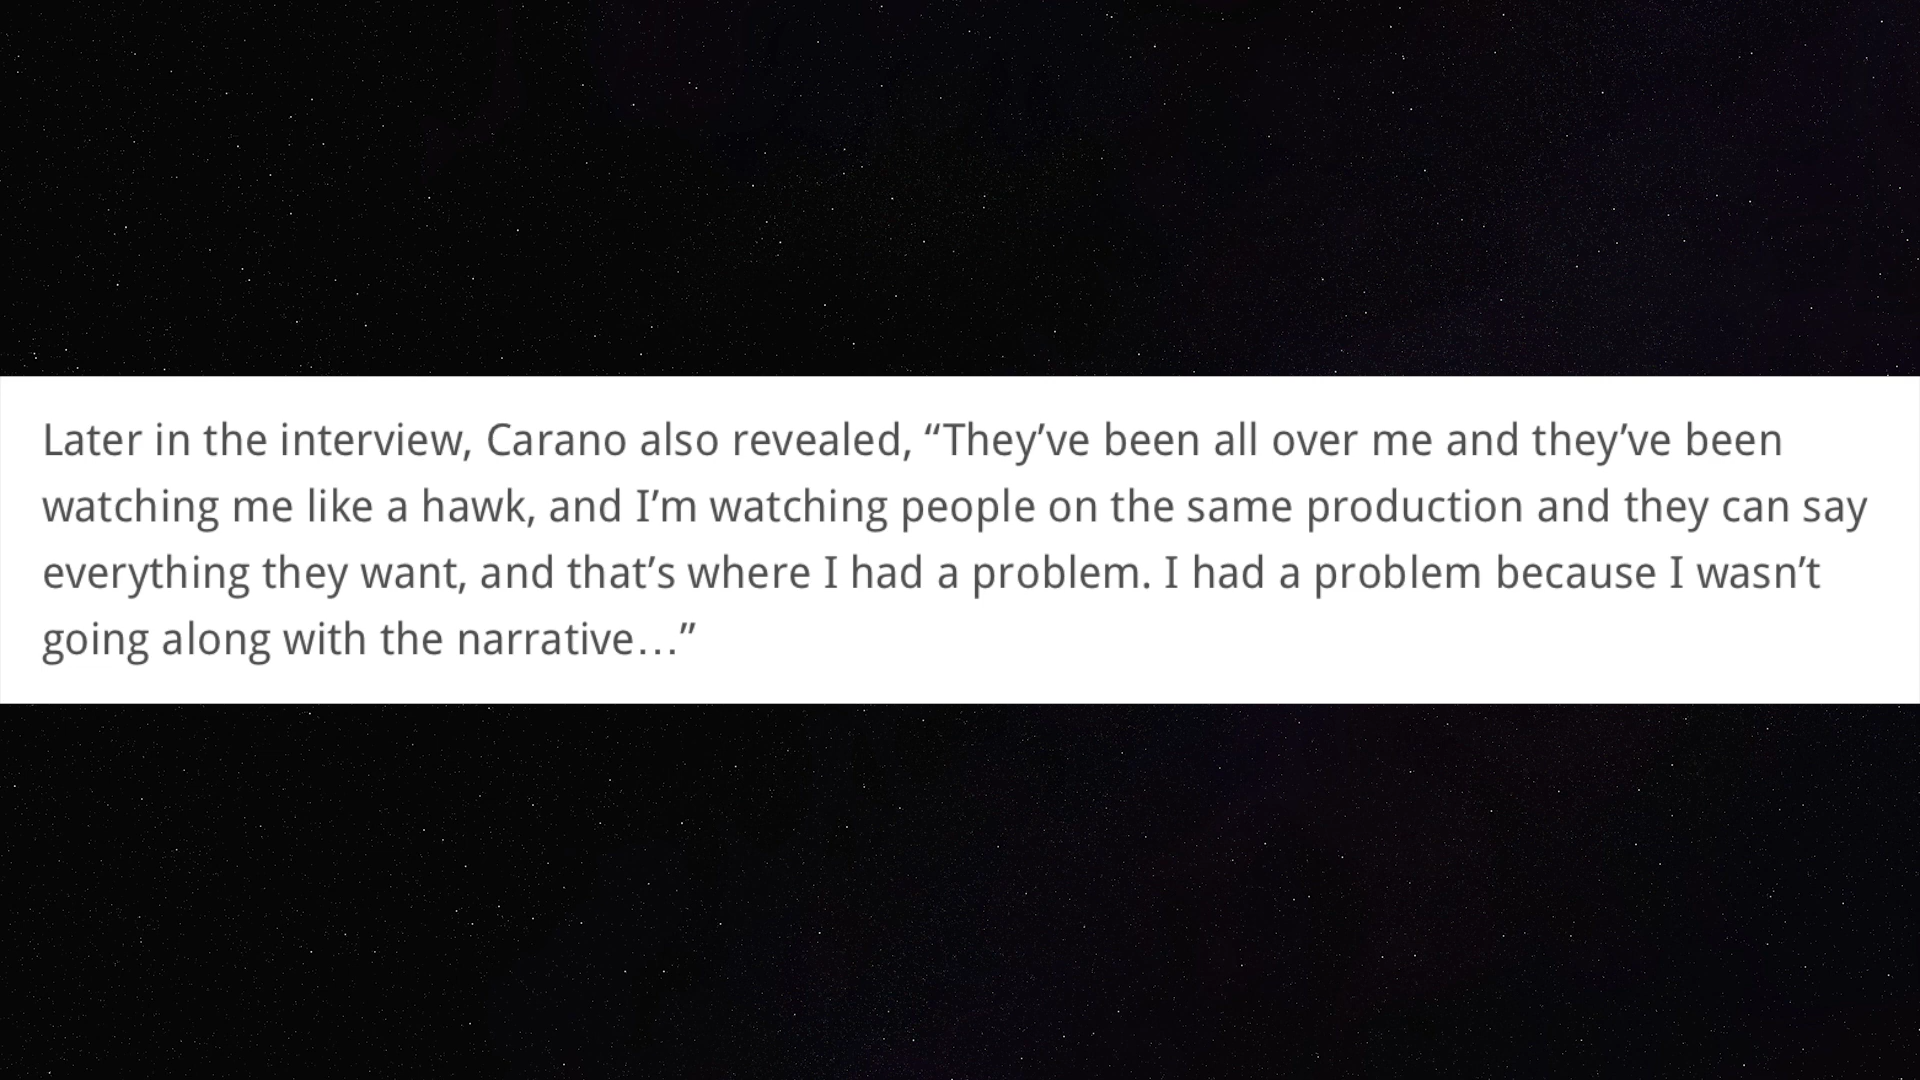 Later in the interview, Carano also revealed, “They’ve been all over me and they’ve been
watching me like a hawk, and I’m watching people on the same production and they can say
everything they want, and that’s where I had a problem. I had a problem because I wasn’t
going along with the narrative…”